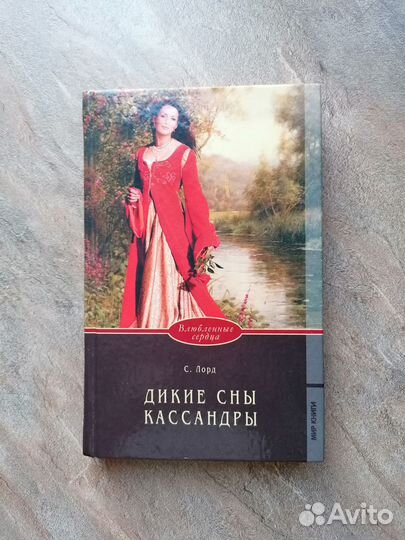 Влюбленные
сердца
С. Лорд
ДИКИЕ СНЫ
КАССАНДРЫ
МИР КНИГИ
Avito